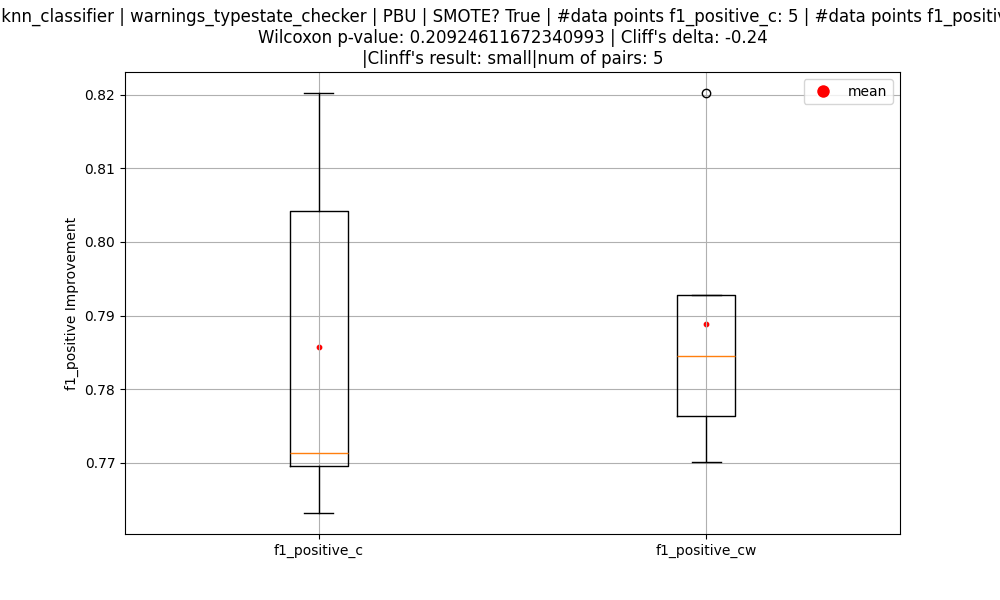 knn_classifier | warnings_typestate_checker | PBU | SMOTE? True | #data points f1_positive_c: 5 | #data points
Wilcoxon p-value: 0.20924611672340993 | Cliff's delta: -0.24
|Clinff's result: small|num of pairs: 5
mean
0.82
0.81
0.80
0.79
0.78
0.77
f1_positive Improvement
f1_positive_c
f1_positive_cw